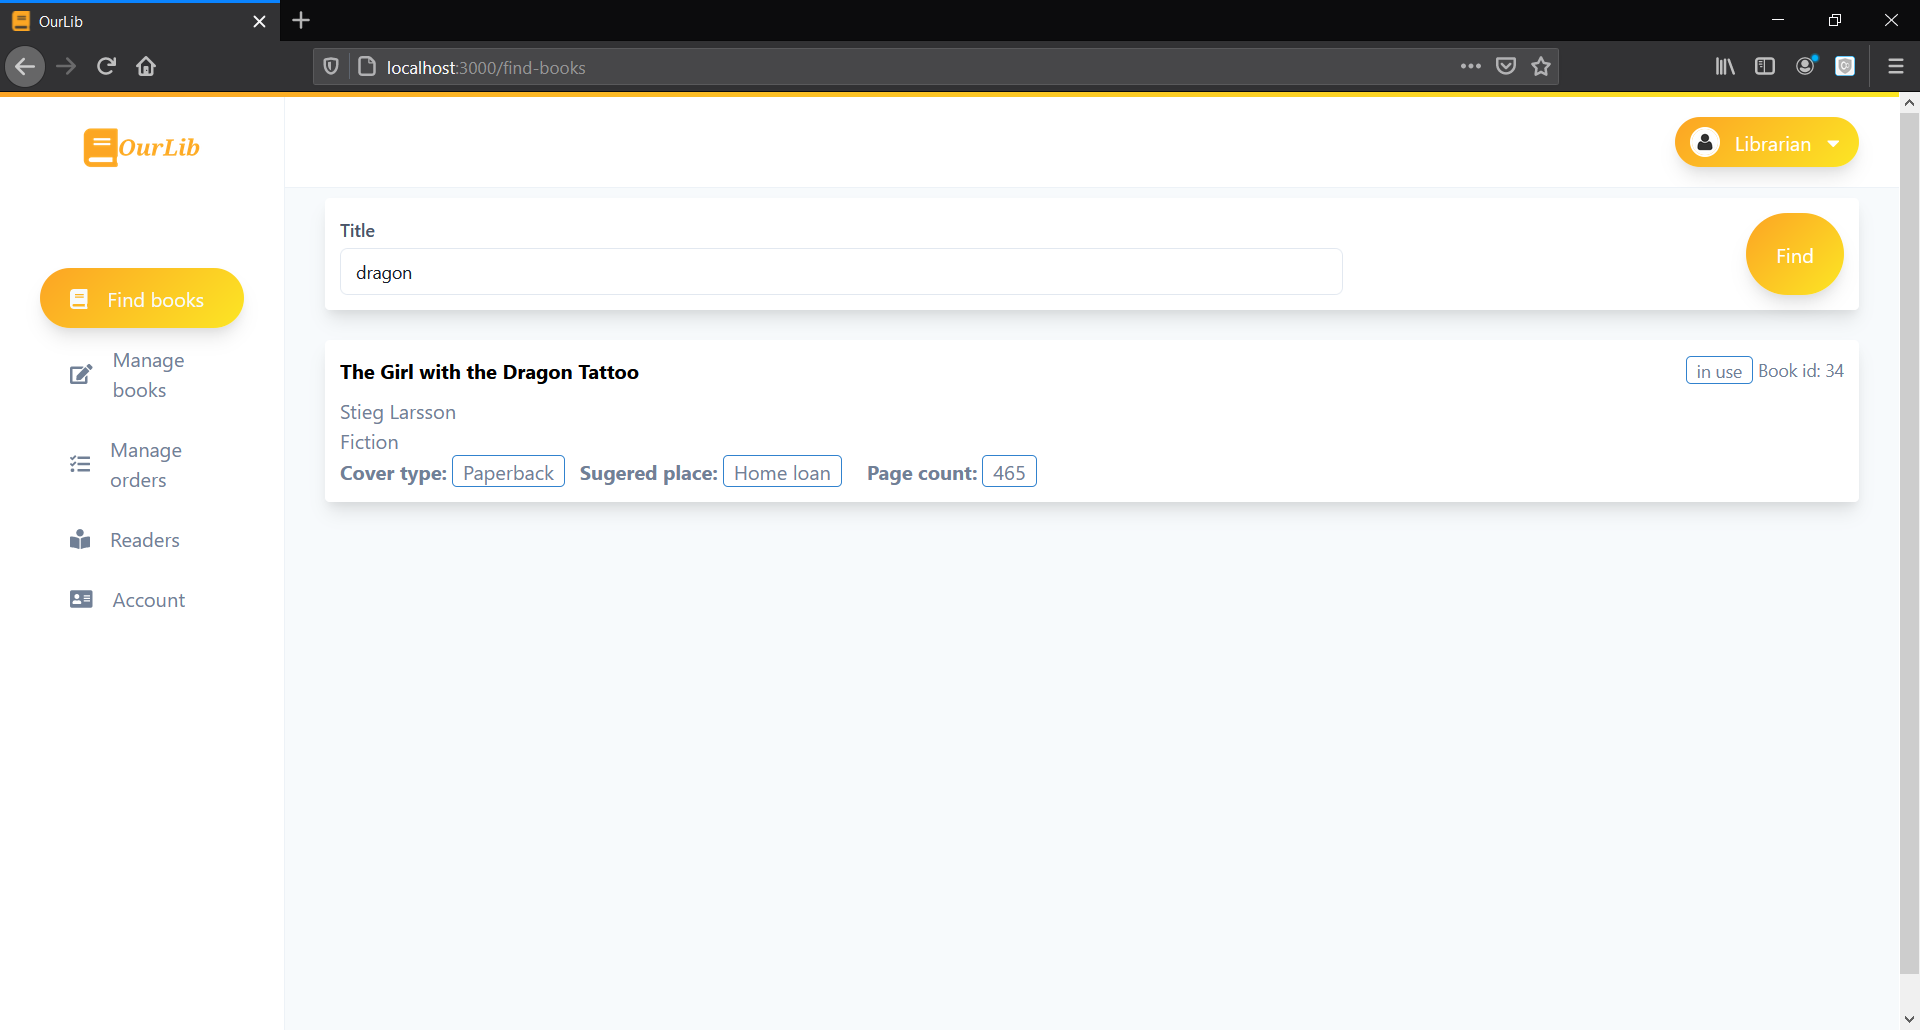 OurLib
localhost:3000/find-books
OurLib
Librarian
Find books
Manage
books
Manage
orders
Readers
Account
Title
dragon
Find
The Girl with the Dragon Tattoo
in use Book id: 34
Stieg Larsson
Fiction
Cover type: Paperback Sugered place: Home loan Page count: 465